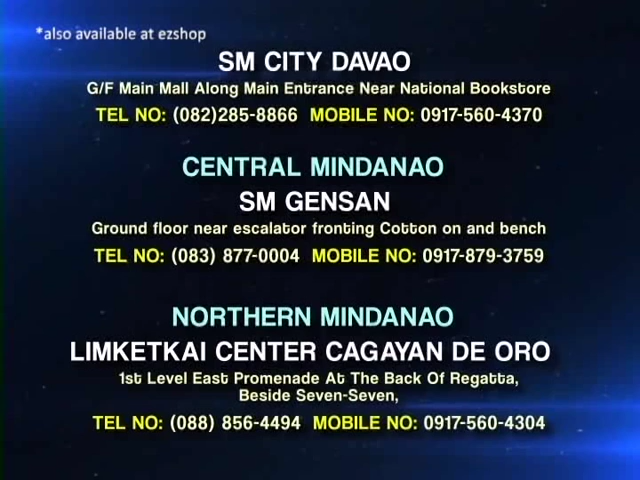 *also available at ezshop
SM CITY DAVAO
G/F Main Mall Along Main Entrance Near National Bookstore
TEL NO: (082)285-8866 MOBILE NO: 0917-560-4370
CENTRAL MINDANAO
SM GENSAN
Ground floor near escalator fronting Cotton on and bench
TEL NO: (083) 877-0004 MOBILE NO: 0917-879-3759
NORTHERN MINDANAO
LIMKETKAI CENTER CAGAYAN DE ORO
1st Level East Promenade At The Back Of Regatta,
Beside Seven-Seven,
TEL NO: (088) 856-4494 MOBILE NO: 0917-560-4304